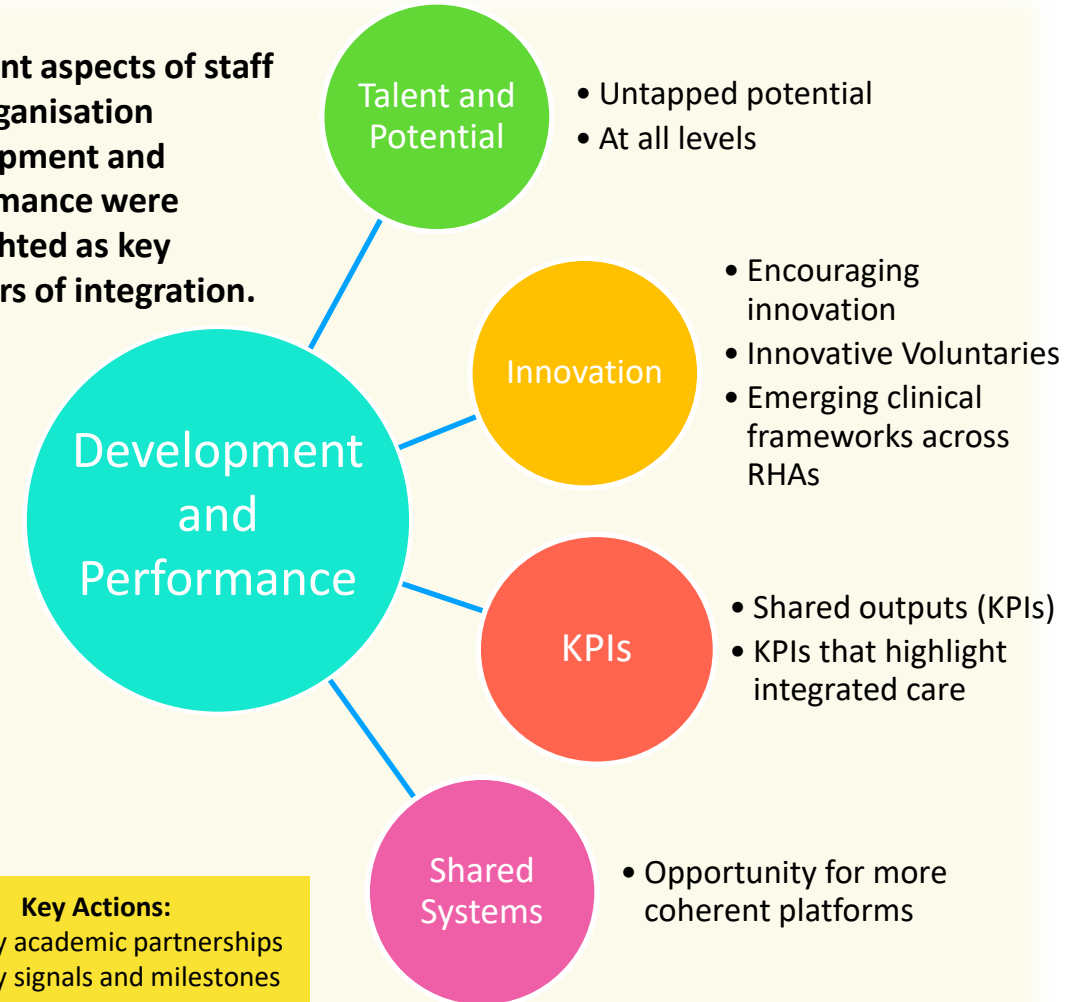 nt aspects of staff
ganisation
pment and
mance were
hted as key
rs of integration.
Talent and
Potential
• Untapped potential
• At all levels
Innovation
• Encouraging
innovation
• Innovative Voluntaries
• Emerging clinical
frameworks across
RHAs
Development
and
Performance
KPIs
• Shared outputs (KPIs)
• KPIs that highlight
integrated care
Shared
Systems
• Opportunity for more
coherent platforms
Key Actions:
y academic partnerships
y signals and milestones